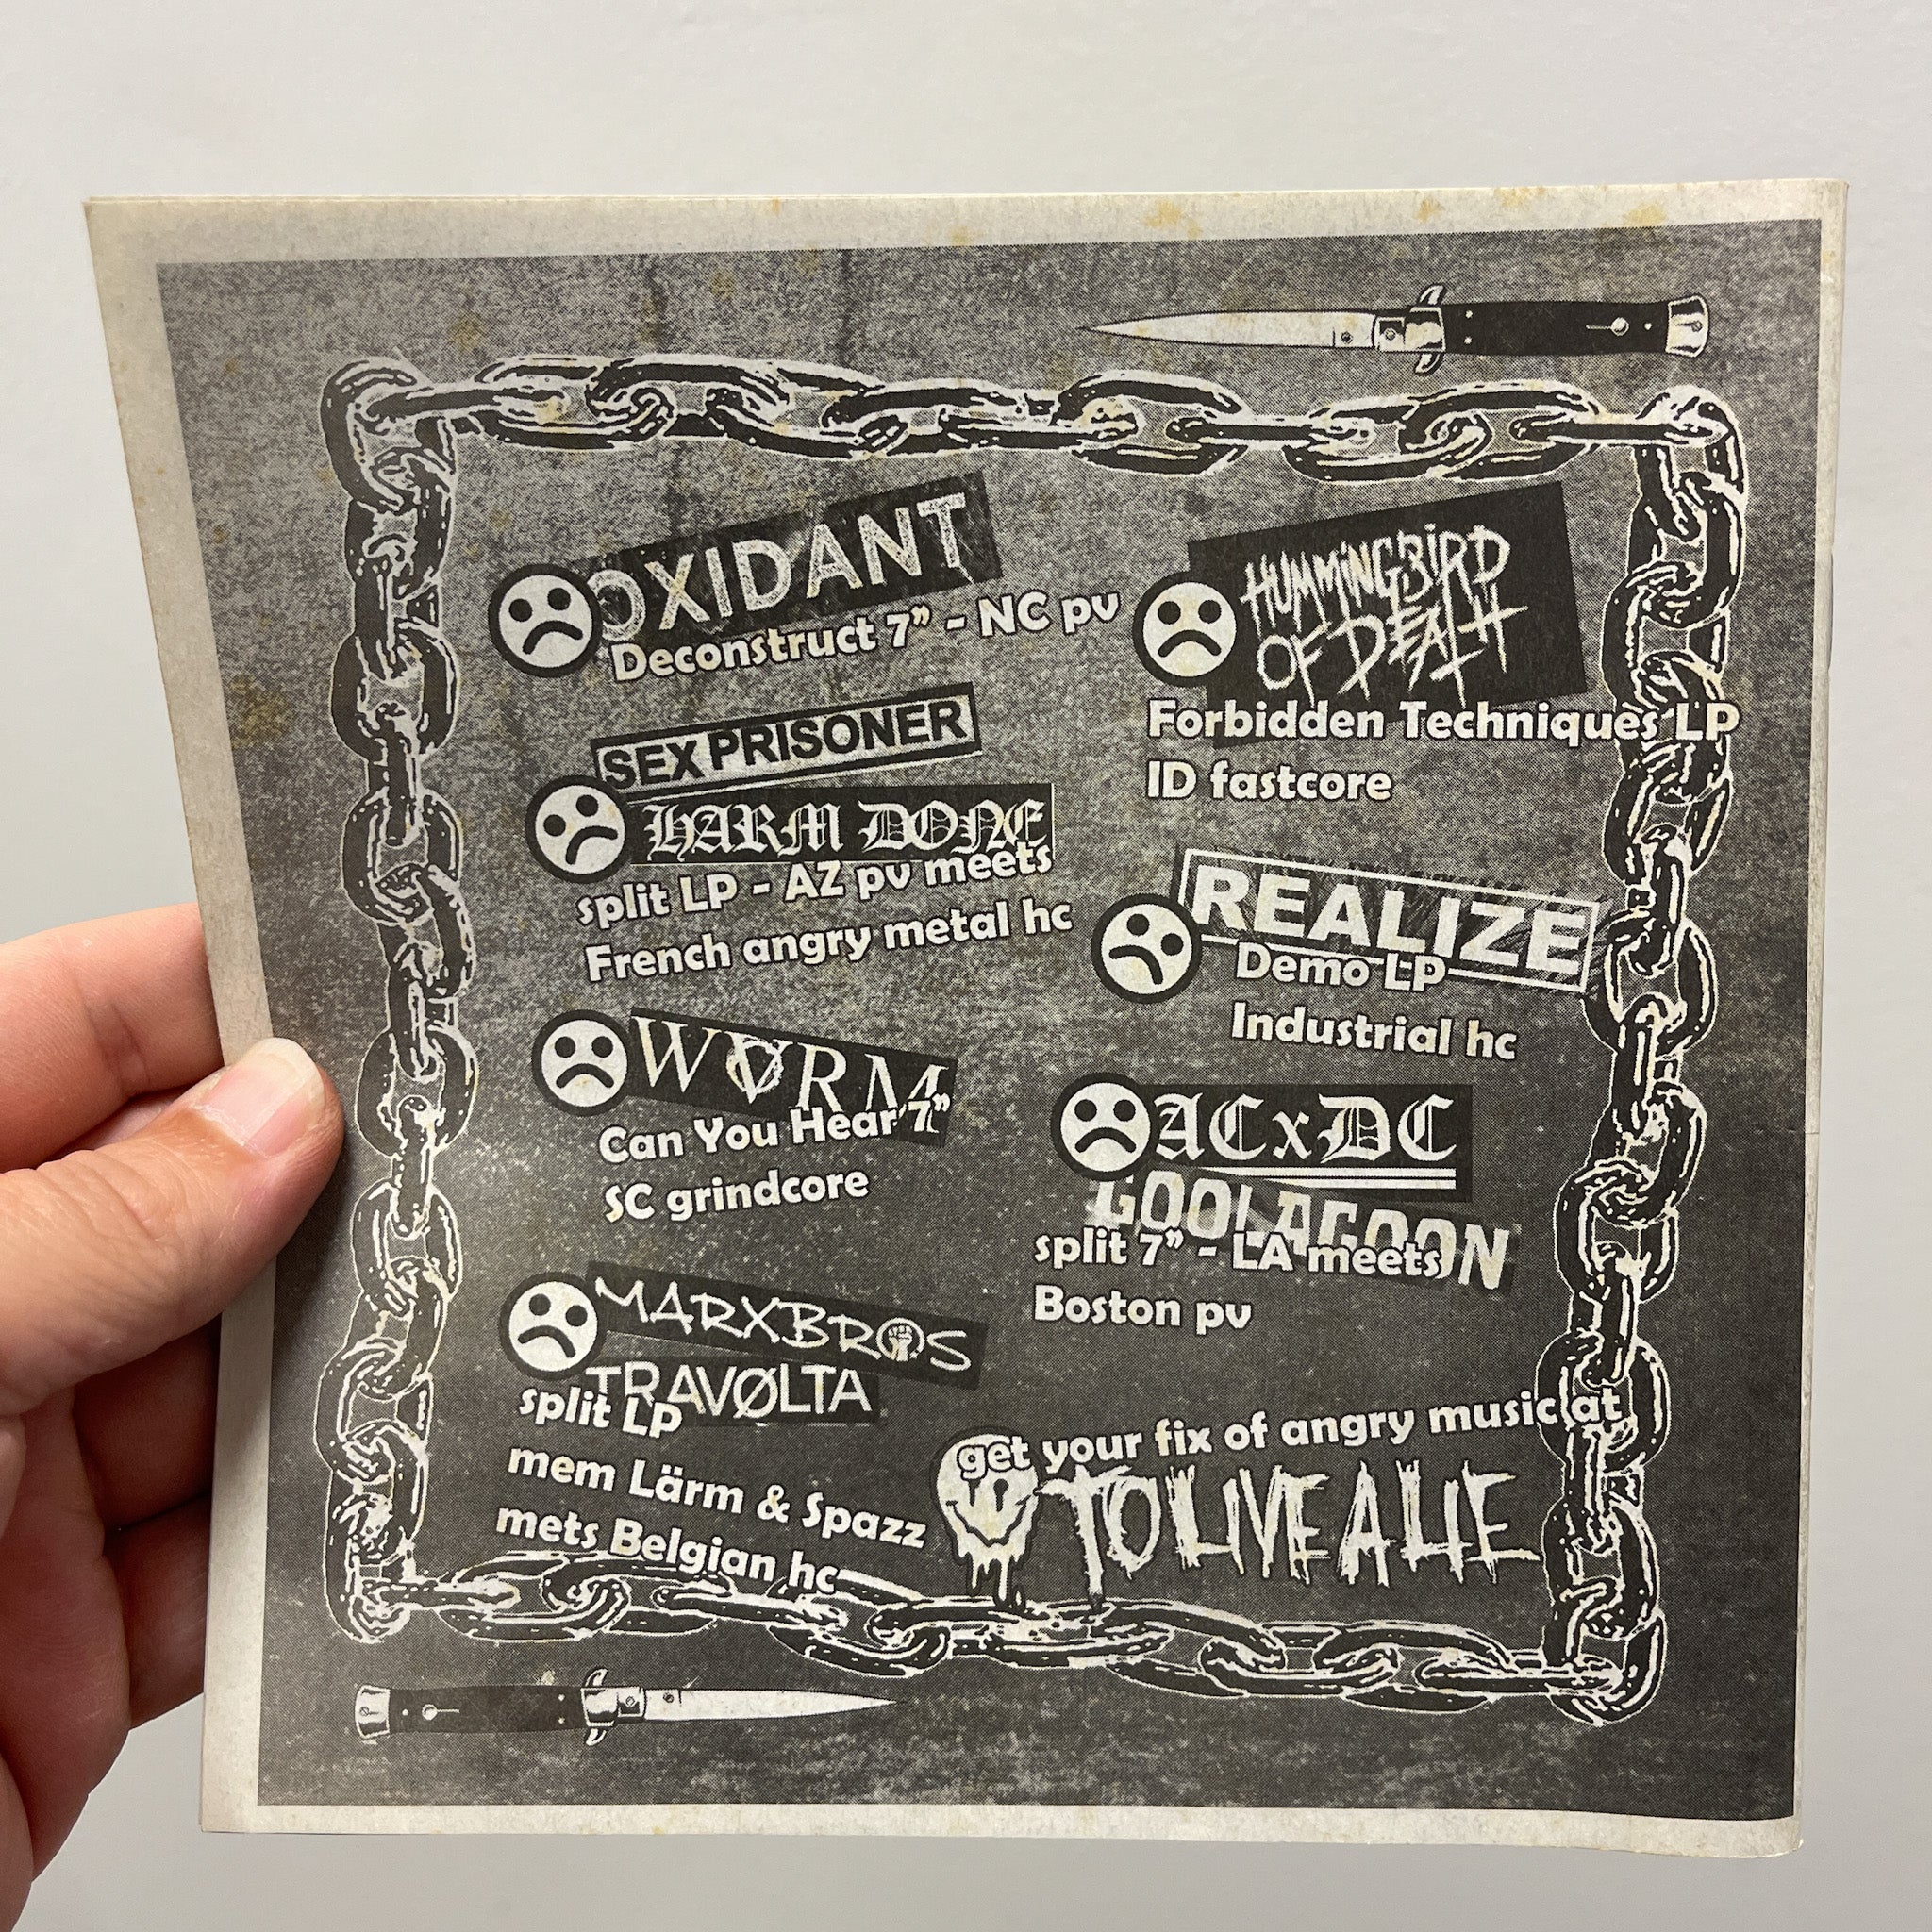 OXIDANT
Deconstruct 7” - NC pv
SEX PRISONER
HARM DONE
split LP - AZ pv meets
French angry metal hc
WORM
Can You Hear 7”
SC grindcore
MARXBROS
TRAVØLTA
split LP
mem Lärm & Spazz
mets Belgian hc
HUMMINGBIRD
OF DEATH
Forbidden Techniques LP
ID fastcore
REALIZE
Demo LP
Industrial hc
ACxDC
GOOLAGOON
split 7” - LA meets
Boston pv
get your fix of angry music at
TO LIVE A LIE